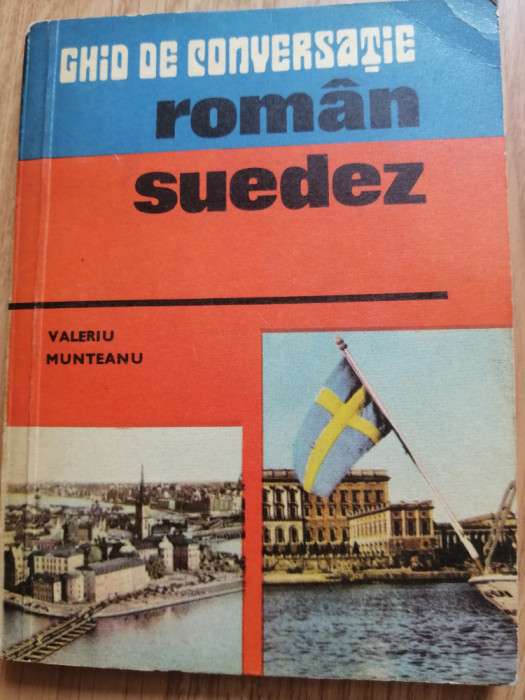 GHID DE CONVERSAȚIE
român
suedez
VALERIU
MUNTEANU